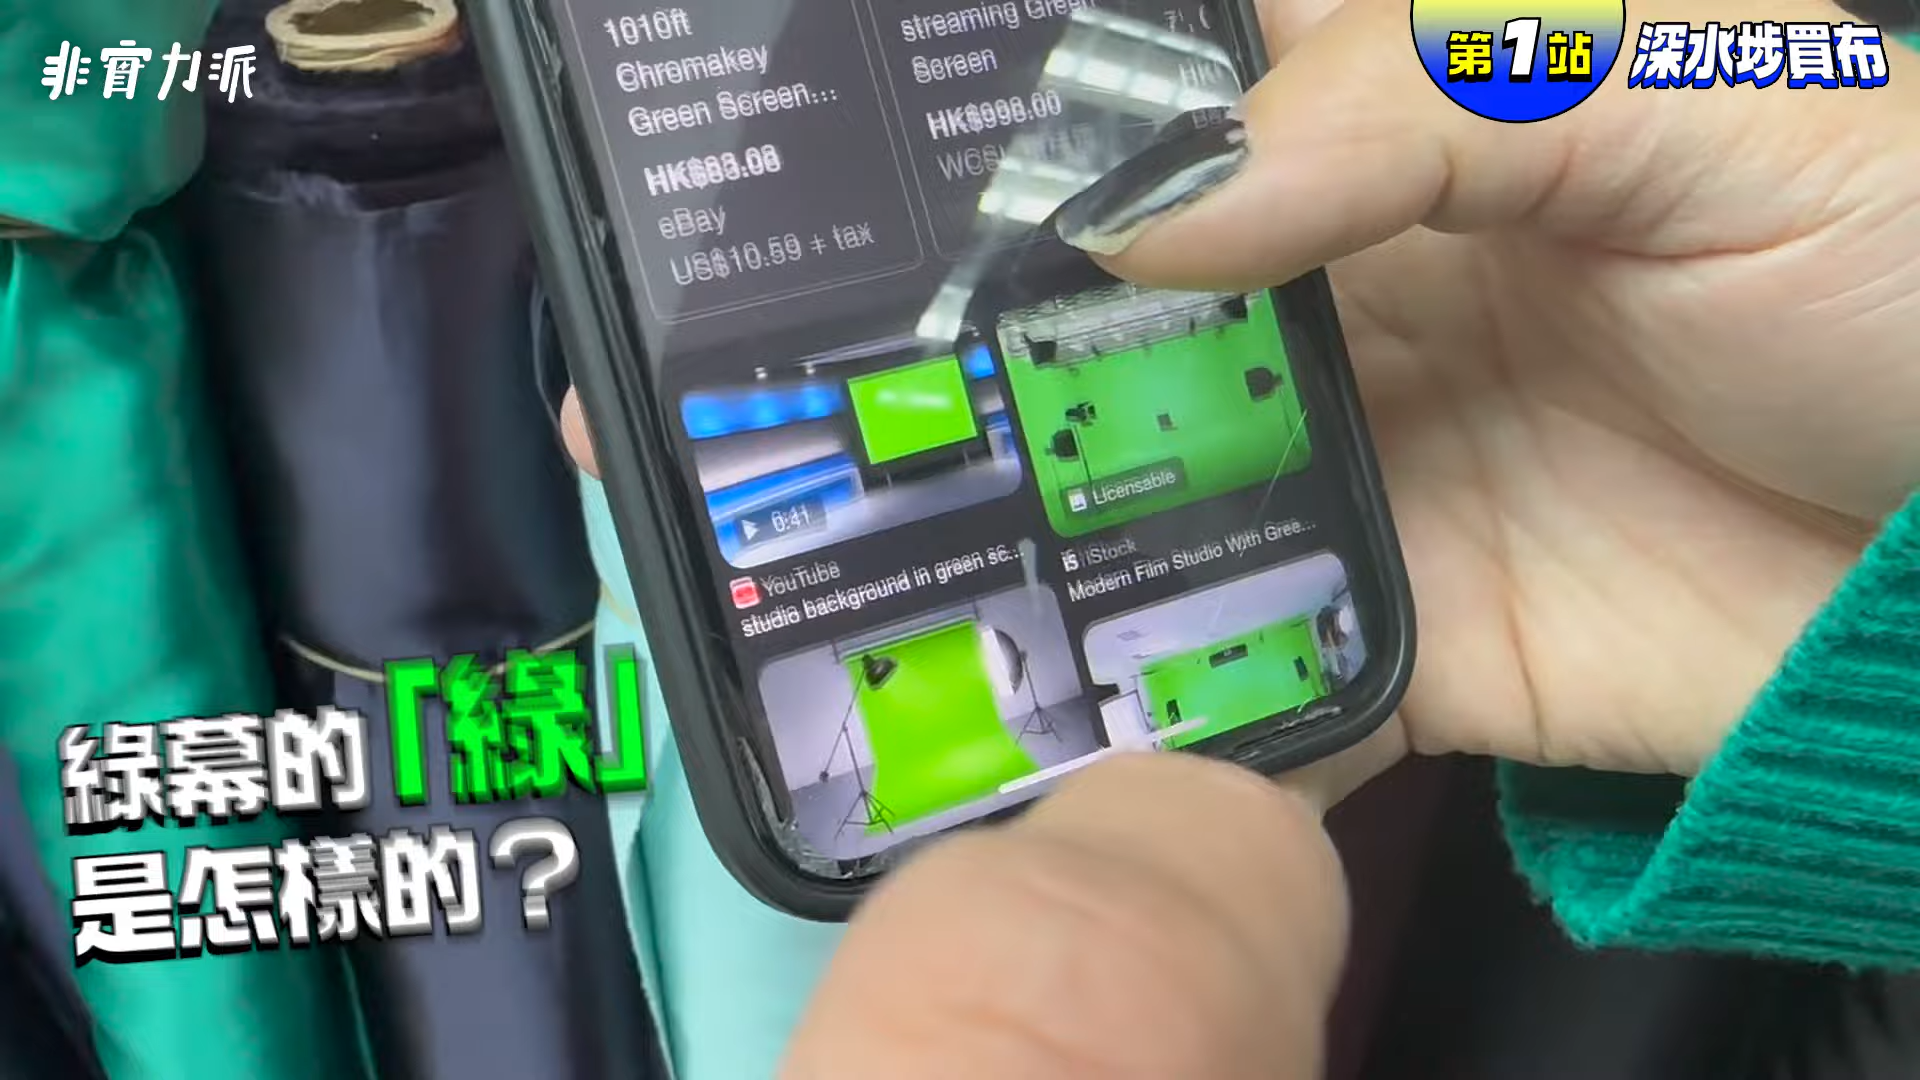 非實力派
第1站 深水埗買布
1010ft
Chromakey
Green Screen...
HK$83.08
eBay
US$10.59 + tax
streaming Green
Screen
HK$998.00
YouTube
studio background in green sc...
0:41
Licensable
iStock
Modern Film Studio With Gree...
綠幕的「綠」
是怎樣的?